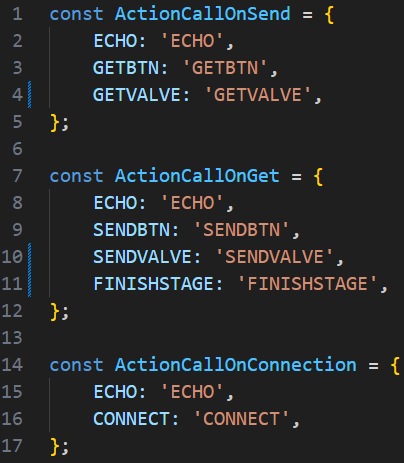 1 const ActionCallOnSend = {
2     ECHO: 'ECHO',
3     GETBTN: 'GETBTN',
4     GETVALVE: 'GETVALVE',
5 };
6
7 const ActionCallOnGet = {
8     ECHO: 'ECHO',
9     SENDBTN: 'SENDBTN',
10     SENDVALVE: 'SENDVALVE',
11     FINISHSTAGE: 'FINISHSTAGE',
12 };
13
14 const ActionCallOnConnection = {
15     ECHO: 'ECHO',
16     CONNECT: 'CONNECT',
17 };